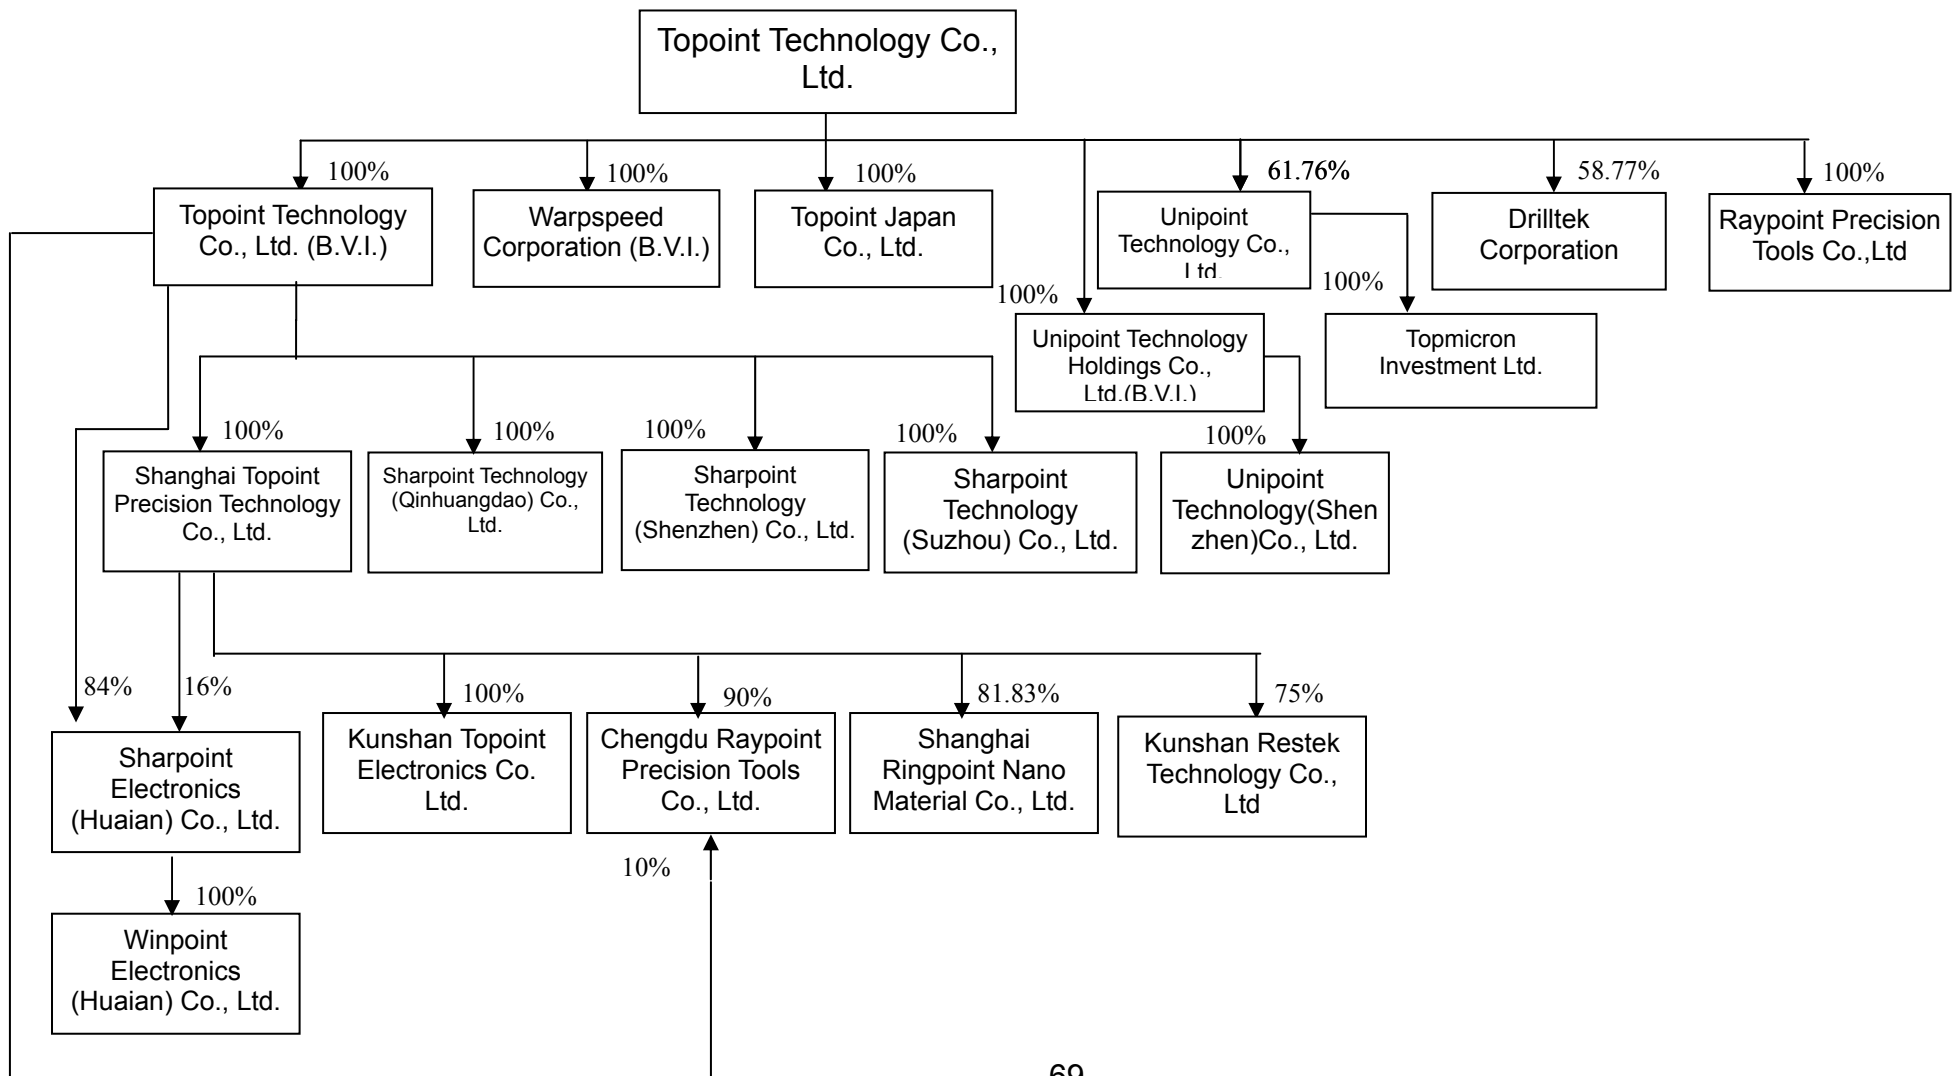 Topoint Technology Co.,
Ltd.
100%
100%
100%
61.76%
58.77%
100%
Topoint Technology
Co., Ltd. (B.V.I.)
Warpspeed
Corporation (B.V.I.)
Topoint Japan
Co., Ltd.
Unipoint
Technology Co.,
Ltd.
Drilltek
Corporation
Raypoint Precision
Tools Co.,Ltd
100%
100%
Unipoint Technology
Holdings Co.,
Ltd.(B.V.I.)
Topmicron
Investment Ltd.
100%
100%
100%
100%
100%
Shanghai Topoint
Precision Technology
Co., Ltd.
Sharpoint Technology
(Qinhuangdao) Co.,
Ltd.
Sharpoint
Technology
(Shenzhen) Co., Ltd.
Sharpoint
Technology
(Suzhou) Co., Ltd.
Unipoint
Technology(Shen
zhen)Co., Ltd.
84%
16%
100%
90%
81.83%
75%
Sharpoint
Electronics
(Huaian) Co., Ltd.
Kunshan Topoint
Electronics Co.
Ltd.
Chengdu Raypoint
Precision Tools
Co., Ltd.
Shanghai
Ringpoint Nano
Material Co., Ltd.
Kunshan Restek
Technology Co.,
Ltd
10%
100%
Winpoint
Electronics
(Huaian) Co., Ltd.
69